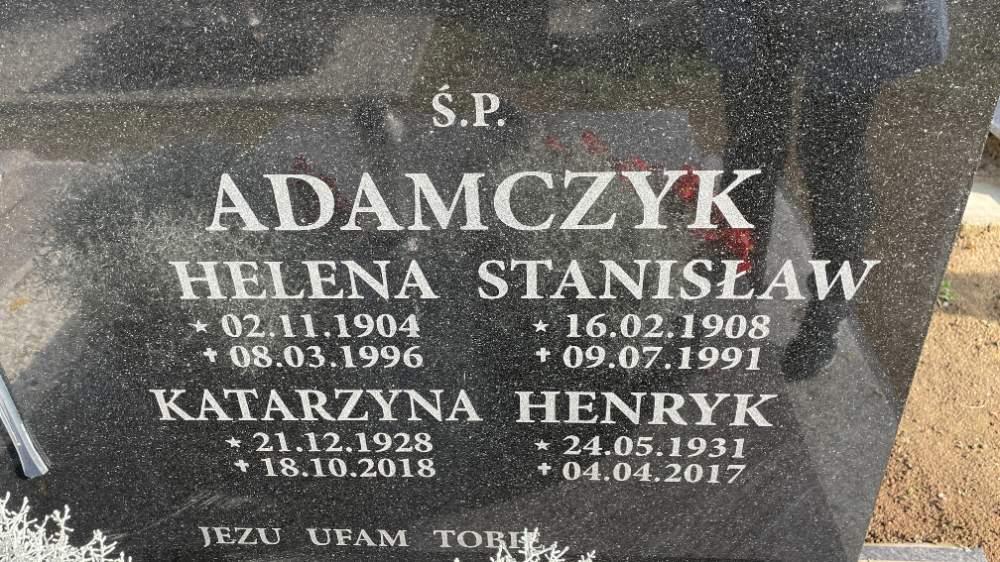 Ś.P.
ADAMCZYK
HELENA STANISŁAW
* 02.11.1904 * 16.02.1908
✝ 08.03.1996 ✝ 09.07.1991
KATARZYNA HENRYK
* 21.12.1928 * 24.05.1931
✝ 18.10.2018 ✝ 04.04.2017
JEZU UFAM TOBIE